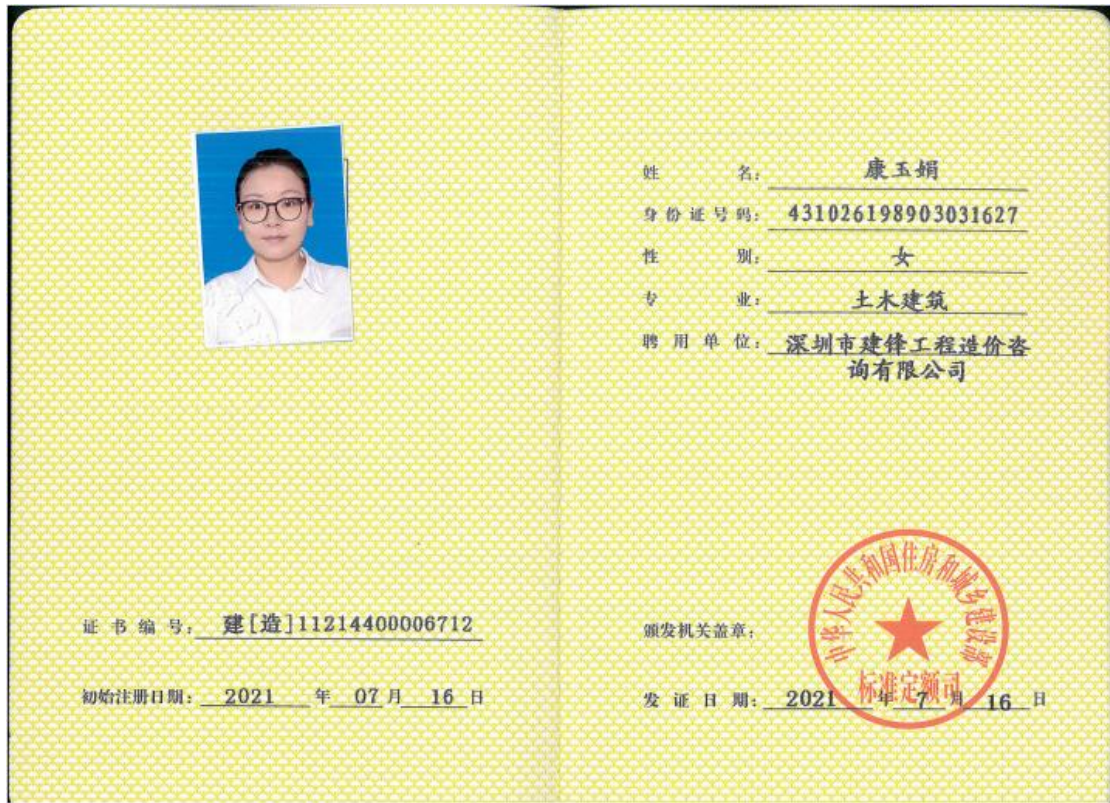 姓名：康玉娟
身份证号码：431026198903031627
性别：女
专业：土木建筑
聘用单位：深圳市建锋工程造价咨
询有限公司
证书编号：建[造]11214400006712
初始注册日期：2021年07月16日
颁发机关盖章：
中华人民共和国住房和城乡建设部
标准定额司
发证日期：2021年7月16日